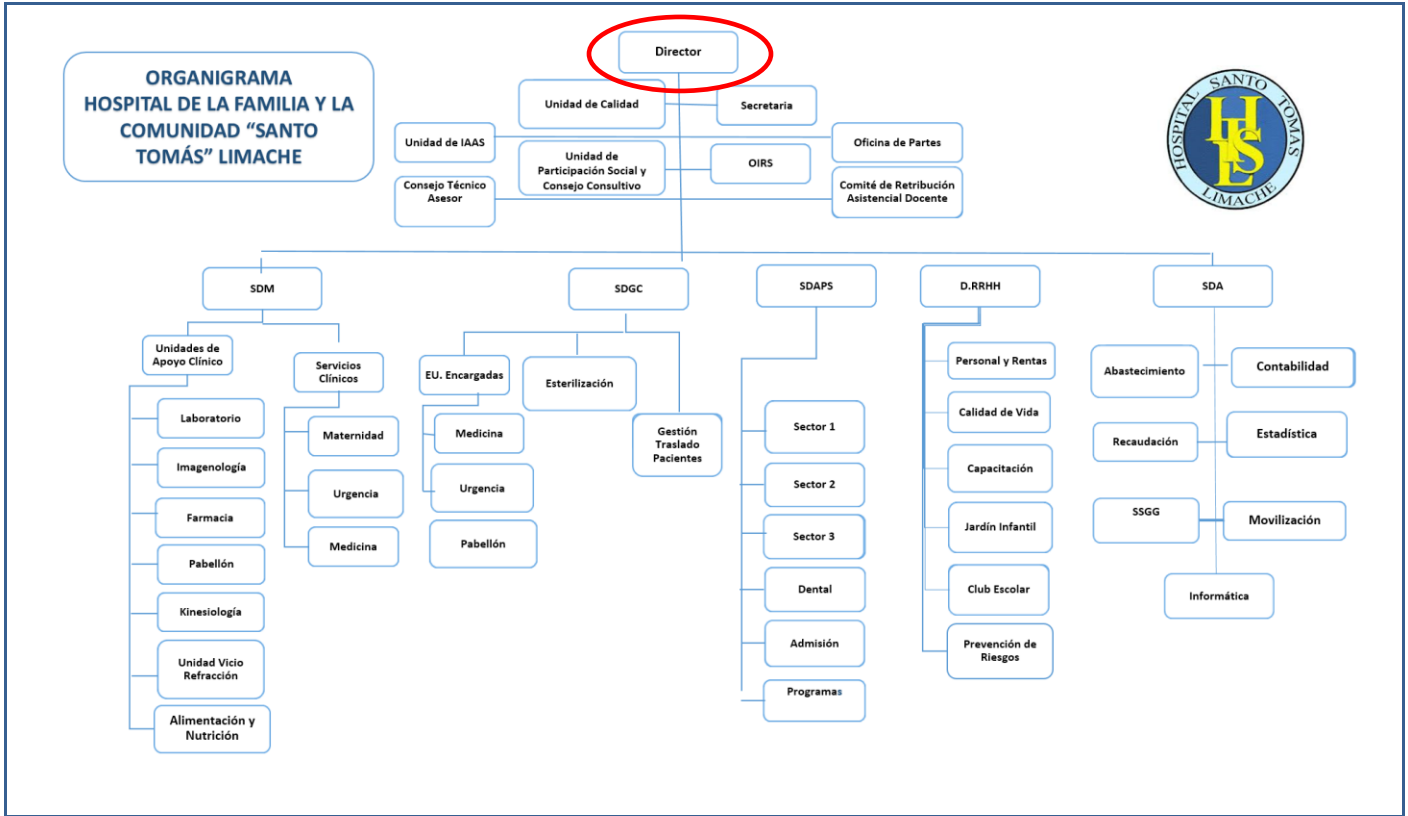 ORGANIGRAMA
HOSPITAL DE LA FAMILIA Y LA
COMUNIDAD “SANTO
TOMÁS” LIMACHE
Director
HOSPITAL SANTO TOMAS
LIMACHE
HSL
Unidad de Calidad
Secretaria
Unidad de IAAS
Oficina de Partes
Unidad de
Participación Social y
Consejo Consultivo
OIRS
Consejo Técnico
Asesor
Comité de Retribución
Asistencial Docente
SDM
SDGC
SDAPS
D.RRHH
SDA
Unidades de
Apoyo Clínico
Laboratorio
Imagenología
Farmacia
Pabellón
Kinesiología
Unidad Vicio
Refracción
Alimentación y
Nutrición
Servicios
Clínicos
Maternidad
Urgencia
Medicina
EU. Encargadas
Medicina
Urgencia
Pabellón
Esterilización
Gestión
Traslado
Pacientes
Sector 1
Sector 2
Sector 3
Dental
Admisión
Programas
Personal y Rentas
Calidad de Vida
Capacitación
Jardín Infantil
Club Escolar
Prevención de
Riesgos
Abastecimiento
Contabilidad
Recaudación
Estadística
SSGG
Movilización
Informática